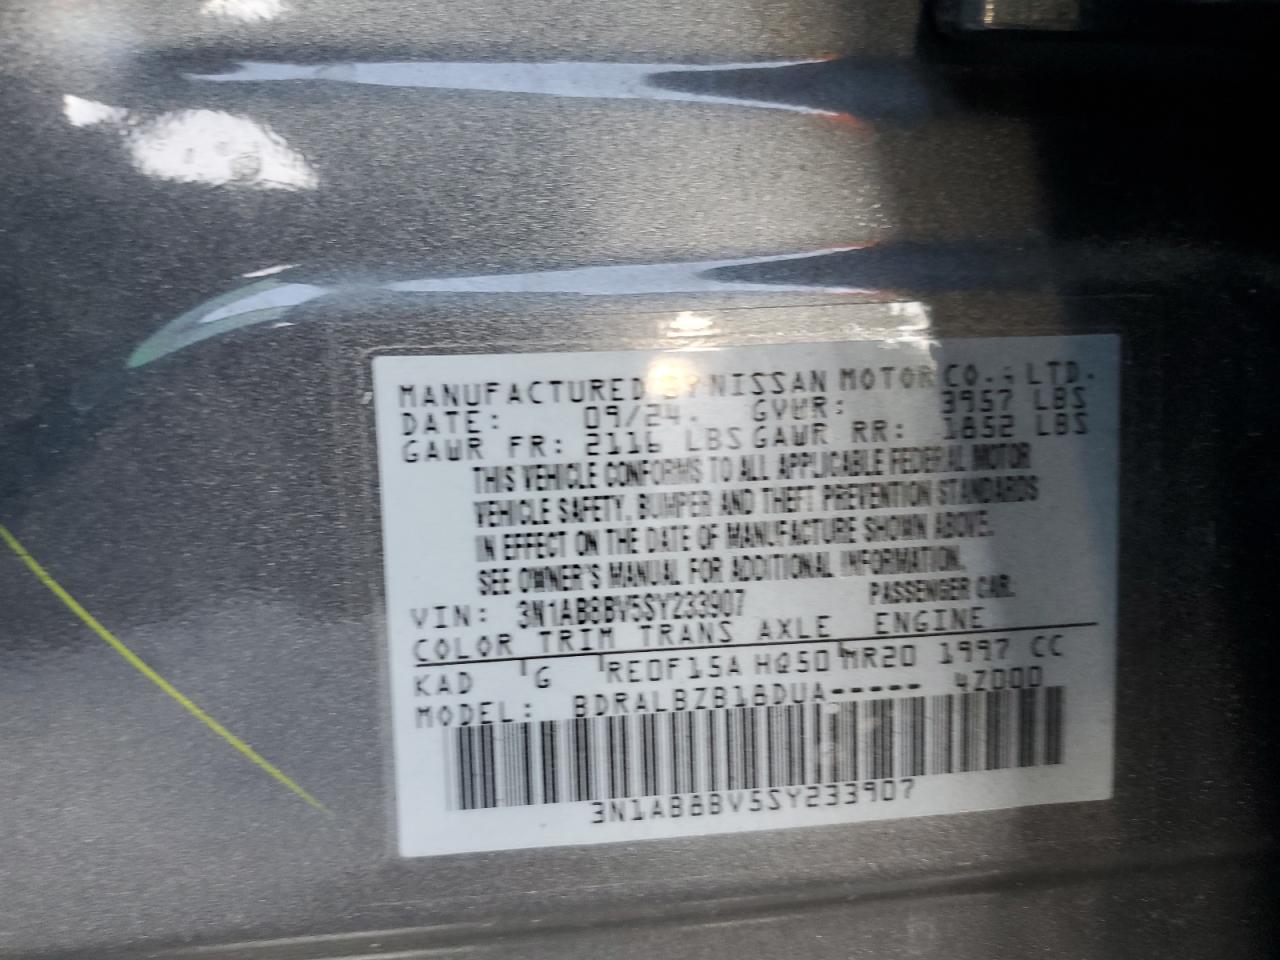 MANUFACTURED BY NISSAN MOTOR CO., LTD.
DATE: 09/24. GVWR: 3957 LBS
GAWR FR: 2116 LBS GAWR RR: 1852 LBS
THIS VEHICLE CONFORMS TO ALL APPLICABLE FEDERAL MOTOR
VEHICLE SAFETY, BUMPER AND THEFT PREVENTION STANDARDS
IN EFFECT ON THE DATE OF MANUFACTURE SHOWN ABOVE.
SEE OWNER'S MANUAL FOR ADDITIONAL INFORMATION.
VIN: 3N1AB8BV5SY233907 PASSENGER CAR.
COLOR TRIM TRANS AXLE ENGINE
KAD G RE0F15A HQ50 MR20 1997 CC
MODEL: BDRALBZB18DUA----- 4Z000
3N1AB8BV5SY233907